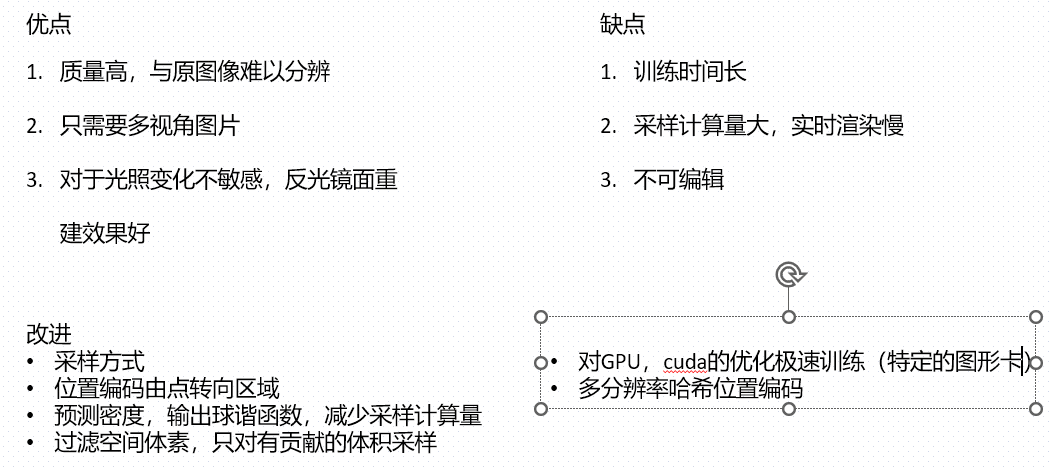 优点
1. 质量高，与原图像难以分辨
2. 只需要多视角图片
3. 对于光照变化不敏感，反光镜面重
建效果好
缺点
1. 训练时间长
2. 采样计算量大，实时渲染慢
3. 不可编辑
改进
• 采样方式
• 位置编码由点转向区域
• 预测密度，输出球谐函数，减少采样计算量
• 过滤空间体素，只对有贡献的体积采样
• 对GPU，cuda的优化极速训练（特定的图形卡）
• 多分辨率哈希位置编码